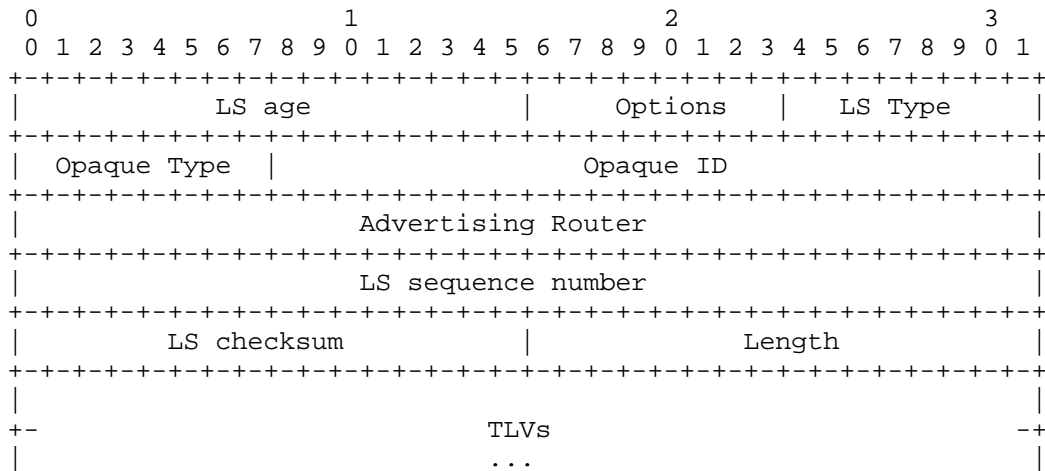 0                   1                   2                   3
 0 1 2 3 4 5 6 7 8 9 0 1 2 3 4 5 6 7 8 9 0 1 2 3 4 5 6 7 8 9 0 1
+-+-+-+-+-+-+-+-+-+-+-+-+-+-+-+-+-+-+-+-+-+-+-+-+-+-+-+-+-+-+-+-+
|            LS age             |     Options   |   LS Type     |
+-+-+-+-+-+-+-+-+-+-+-+-+-+-+-+-+-+-+-+-+-+-+-+-+-+-+-+-+-+-+-+-+
|  Opaque Type  |                   Opaque ID                   |
+-+-+-+-+-+-+-+-+-+-+-+-+-+-+-+-+-+-+-+-+-+-+-+-+-+-+-+-+-+-+-+-+
|                     Advertising Router                        |
+-+-+-+-+-+-+-+-+-+-+-+-+-+-+-+-+-+-+-+-+-+-+-+-+-+-+-+-+-+-+-+-+
|                     LS sequence number                        |
+-+-+-+-+-+-+-+-+-+-+-+-+-+-+-+-+-+-+-+-+-+-+-+-+-+-+-+-+-+-+-+-+
|         LS checksum           |             Length            |
+-+-+-+-+-+-+-+-+-+-+-+-+-+-+-+-+-+-+-+-+-+-+-+-+-+-+-+-+-+-+-+-+
|                                                               |
+-                            TLVs                             -+
|                             ...                               |